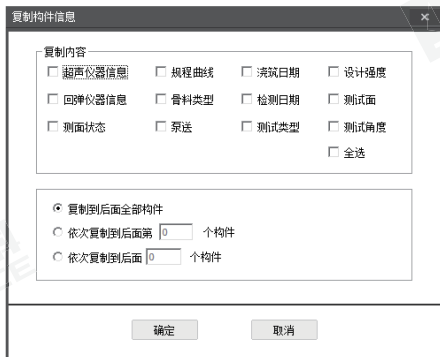 复制构件信息
复制内容
超声仪器信息 规程曲线 浇筑日期 设计强度
回弹仪器信息 骨料类型 检测日期 测试面
测面状态 泵送 测试类型 测试角度
全选
复制到后面全部构件
依次复制到后面第 0 个构件
依次复制到后面 0 个构件
确定 取消